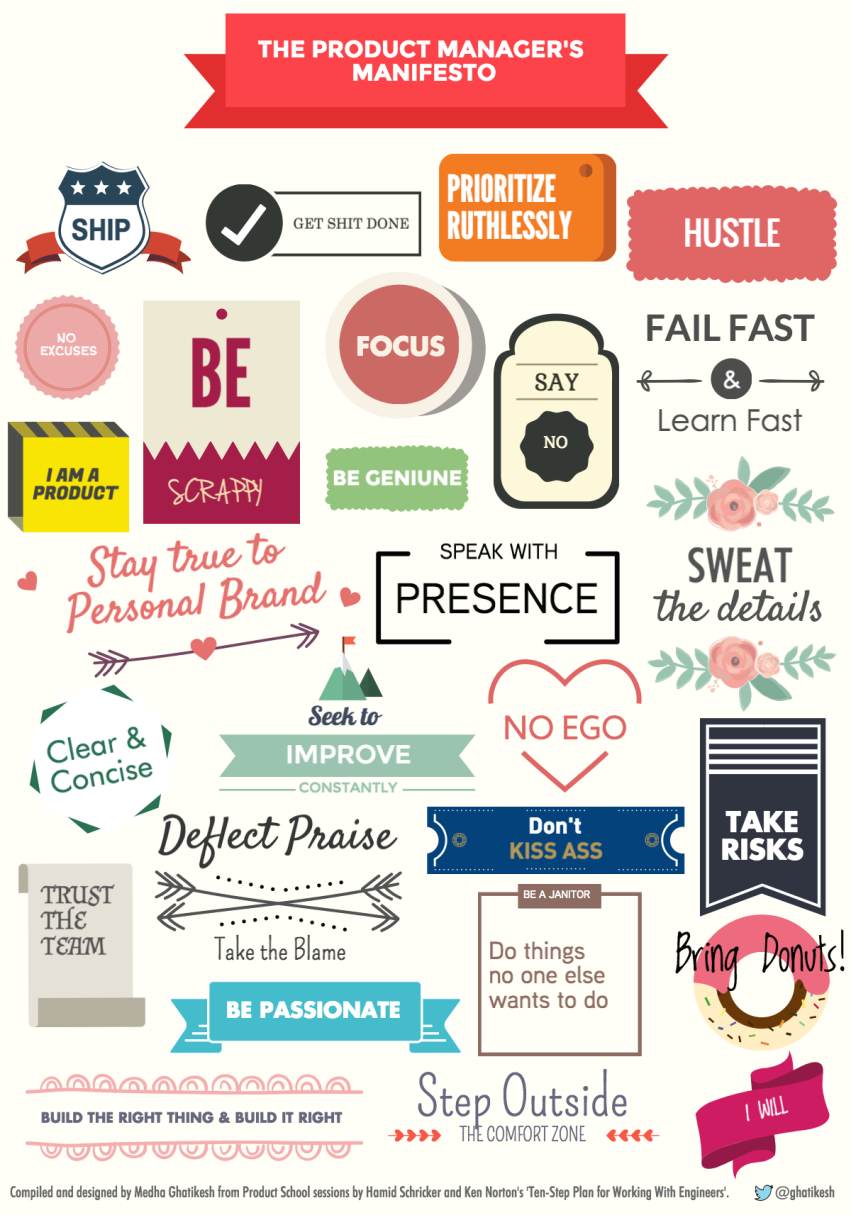 THE PRODUCT MANAGER'S
MANIFESTO
SHIP
GET SHIT DONE
PRIORITIZE
RUTHLESSLY
HUSTLE
NO
EXCUSES
BE
SCRAPPY
FOCUS
SAY
NO
FAIL FAST
&
Learn Fast
I AM A
PRODUCT
BE GENIUNE
Stay true to
Personal Brand
SPEAK WITH
PRESENCE
SWEAT
the details
Clear &
Concise
Seek to
IMPROVE
CONSTANTLY
NO EGO
TAKE
RISKS
Deflect Praise
Take the Blame
Don't
KISS ASS
TRUST
THE
TEAM
BE A JANITOR
Do things
no one else
wants to do
Bring Donuts!
BE PASSIONATE
BUILD THE RIGHT THING & BUILD IT RIGHT
Step Outside
THE COMFORT ZONE
I WILL
Compiled and designed by Medha Ghatikesh from Product School sessions by Hamid Schricker and Ken Norton's 'Ten-Step Plan for Working With Engineers'.
@ghatikesh